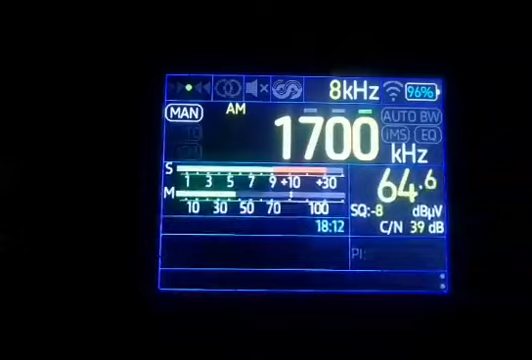 8kHz 96%
MAN AM AUTO BW
1700 iMS EQ
kHz
S
1 3 5 7 9 +10 +30
M
10 30 50 70 100
64.6
SQ:-8 dBµV
18:12 C/N 39 dB
PI: